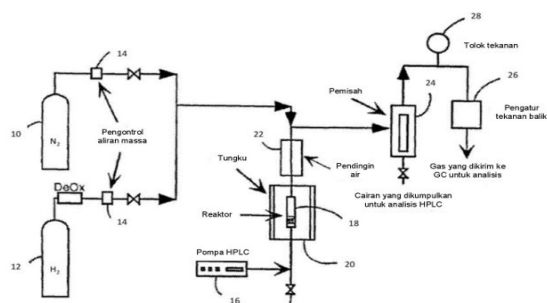 28
Tolok tekanan
14
Pemisah
24
26
Pengatur
tekanan balik
10
N₂
Pengontrol
aliran massa
22
Tungku
Pendingin
air
Gas yang dikirim ke
GC untuk analisis
DeOx
14
Cairan yang dikumpulkan
untuk analisis HPLC
Reaktor
18
12
H₂
Pompa HPLC
20
16